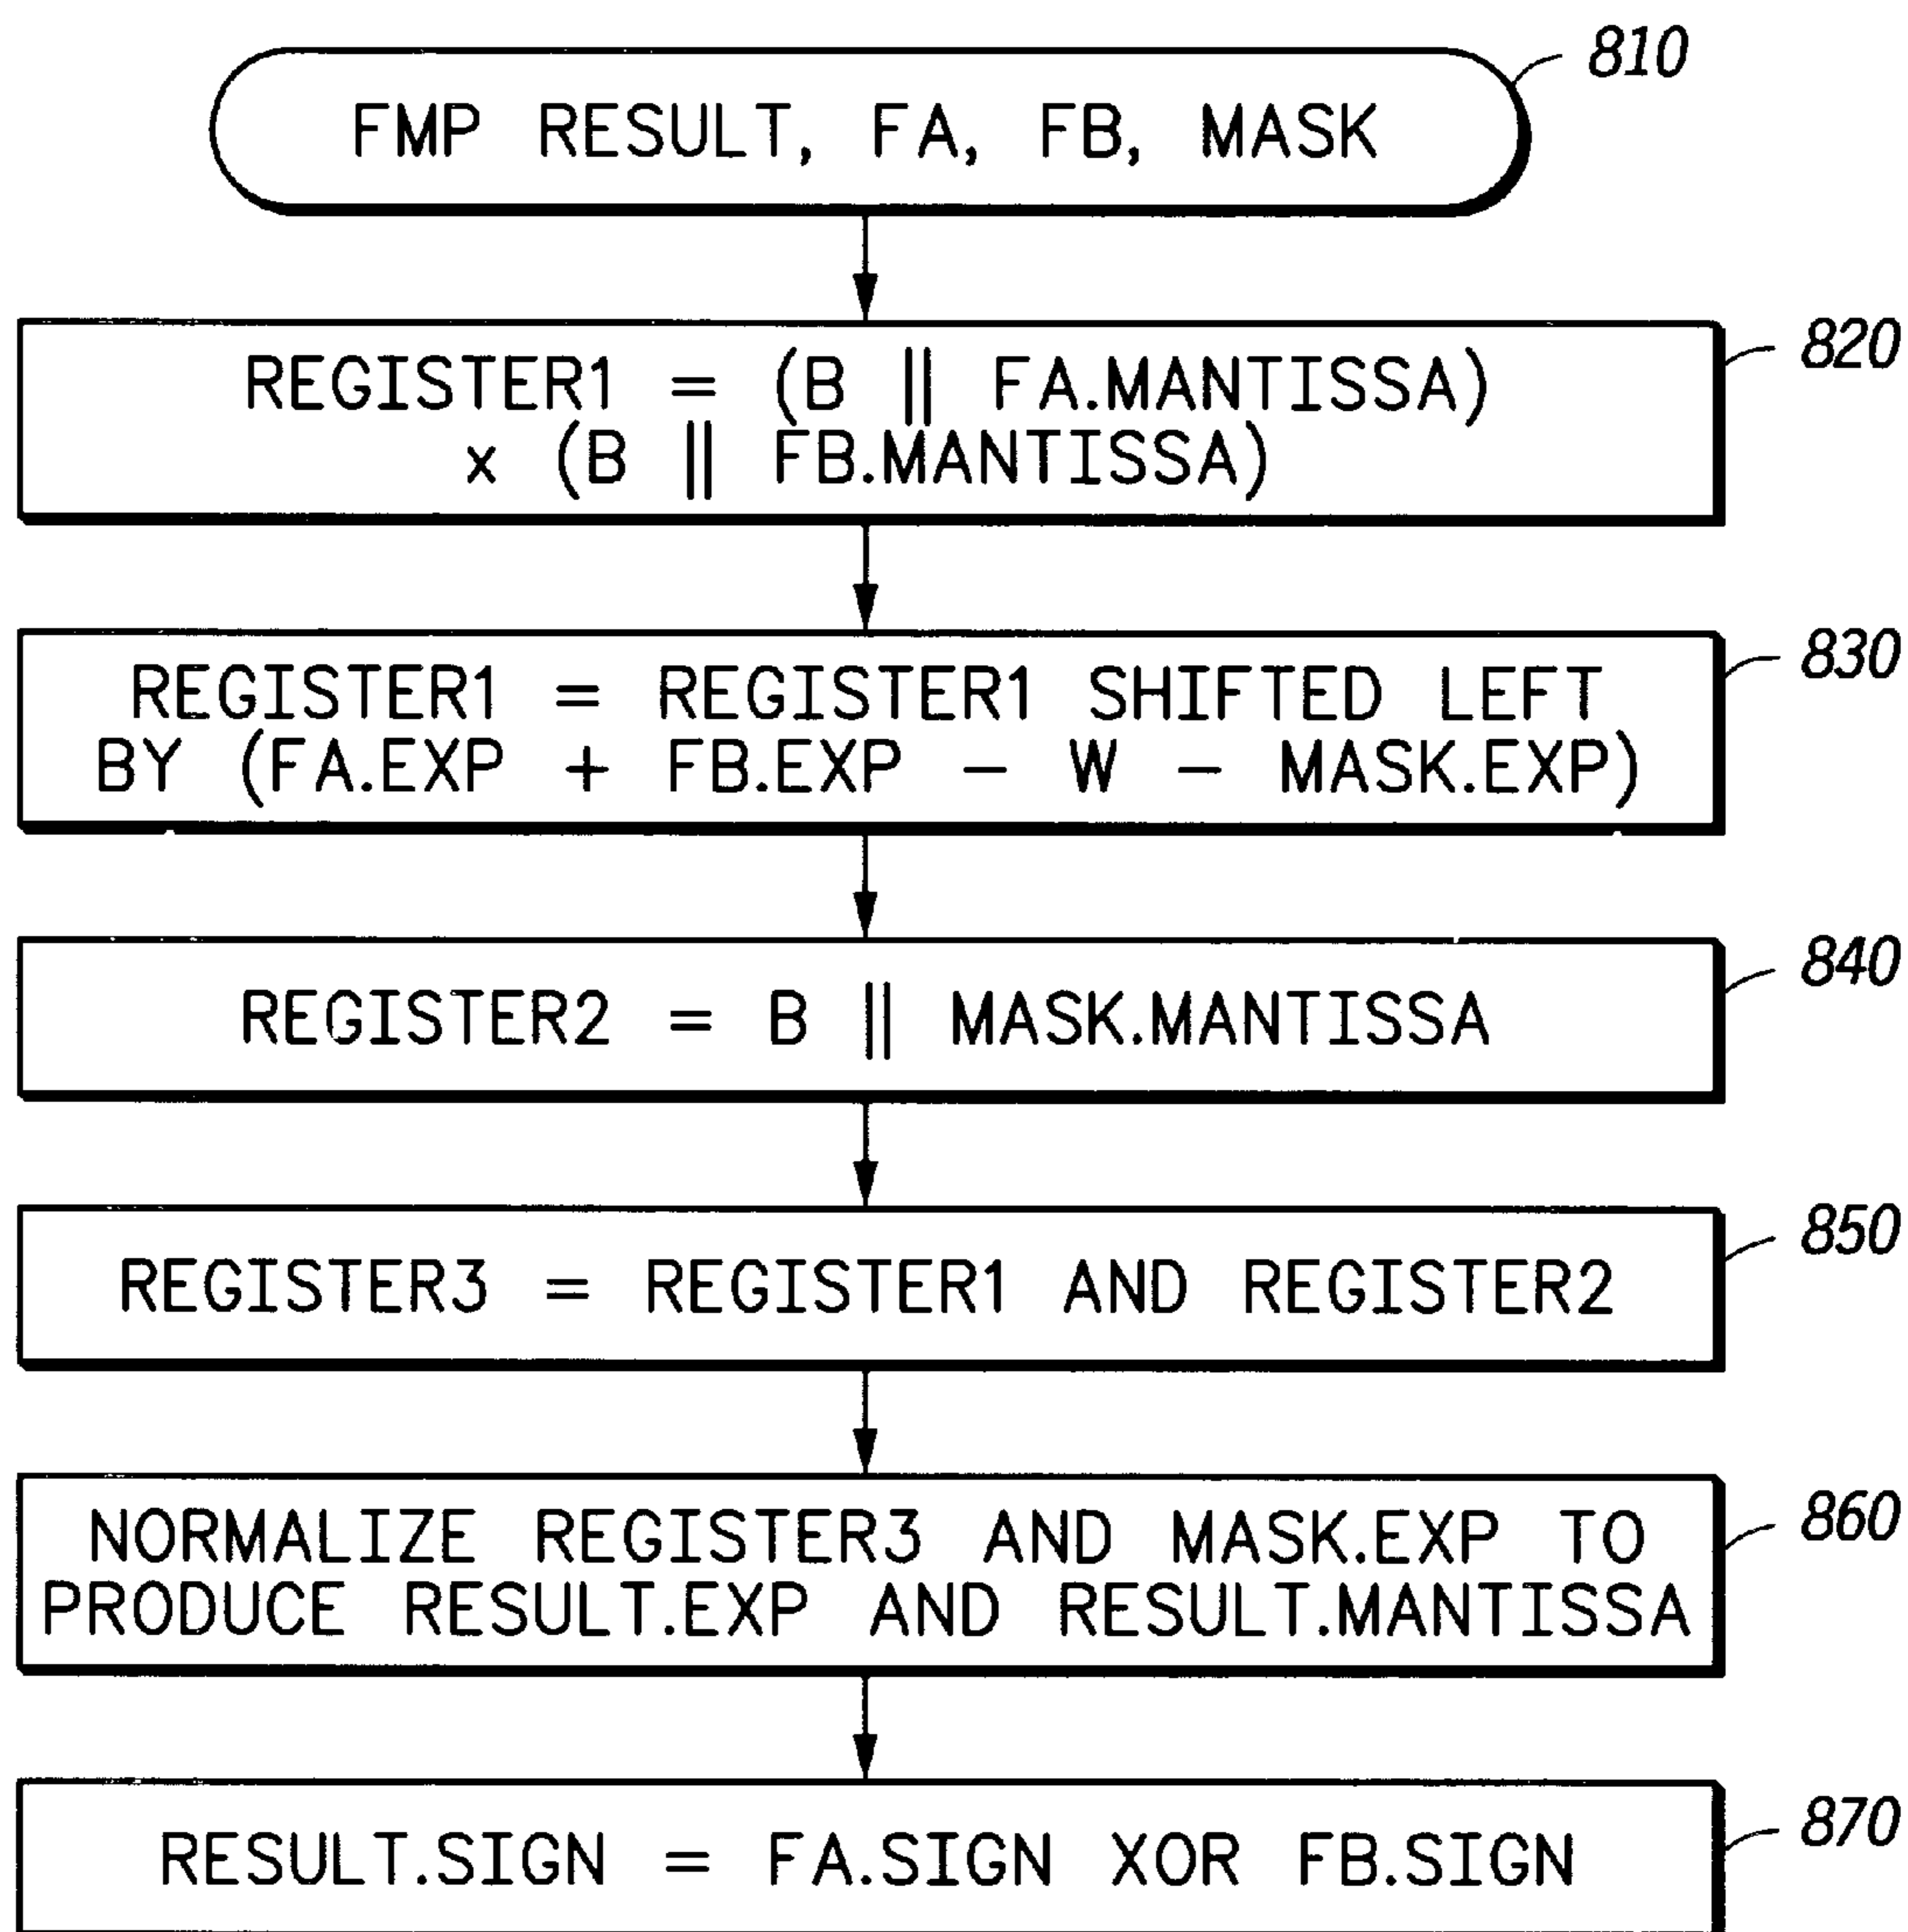 810
FMP RESULT, FA, FB, MASK
820
REGISTER1 = (B || FA.MANTISSA)
x (B || FB.MANTISSA)
830
REGISTER1 = REGISTER1 SHIFTED LEFT
BY (FA.EXP + FB.EXP - W - MASK.EXP)
840
REGISTER2 = B || MASK.MANTISSA
850
REGISTER3 = REGISTER1 AND REGISTER2
860
NORMALIZE REGISTER3 AND MASK.EXP TO
PRODUCE RESULT.EXP AND RESULT.MANTISSA
870
RESULT.SIGN = FA.SIGN XOR FB.SIGN